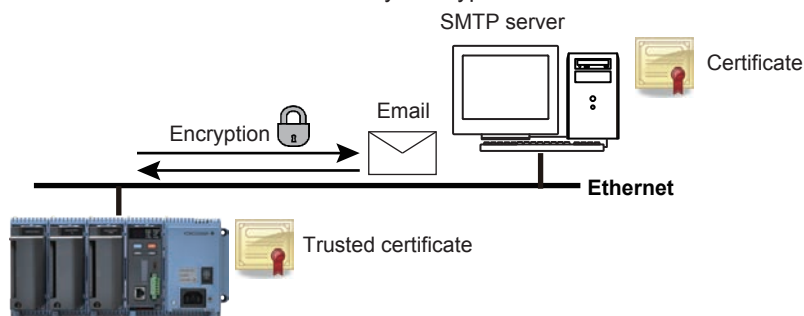 SMTP server
Certificate
Email
Encryption
Ethernet
Trusted certificate